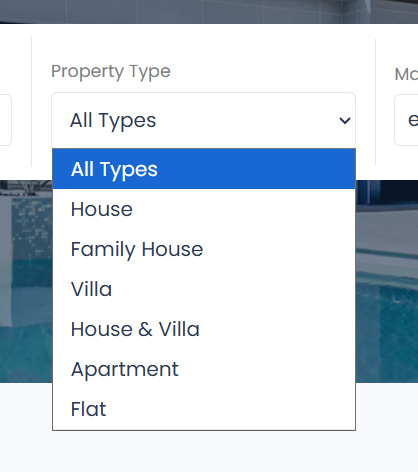 Property Type
All Types
All Types
House
Family House
Villa
House & Villa
Apartment
Flat